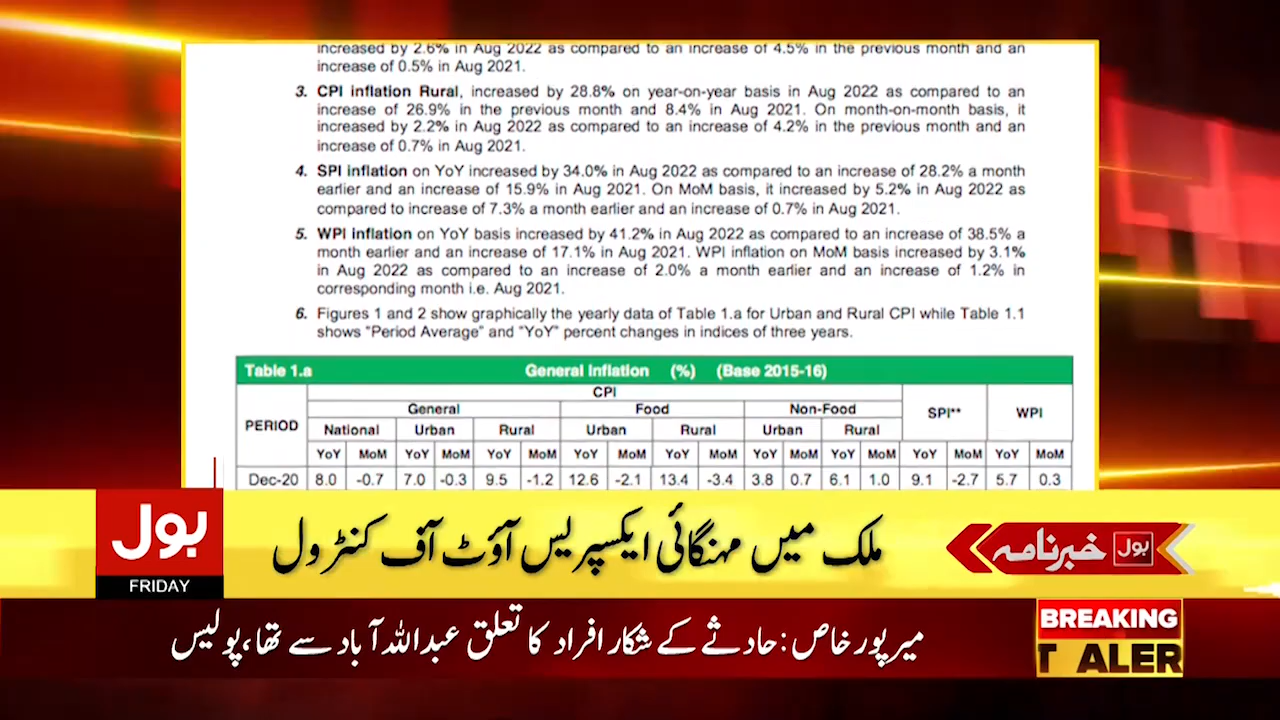 increased by 2.6% in Aug 2022 as compared to an increase of 4.5% in the previous month and an
increase of 0.5% in Aug 2021.
3. CPI inflation Rural, increased by 28.8% on year-on-year basis in Aug 2022 as compared to an
increase of 26.9% in the previous month and 8.4% in Aug 2021. On month-on-month basis, it
increased by 2.2% in Aug 2022 as compared to an increase of 4.2% in the previous month and an
increase of 0.7% in Aug 2021.
4. SPI inflation on YoY increased by 34.0% in Aug 2022 as compared to an increase of 28.2% a month
earlier and an increase of 15.9% in Aug 2021. On MoM basis, it increased by 5.2% in Aug 2022 as
compared to increase of 7.3% a month earlier and an increase of 0.7% in Aug 2021.
5. WPI inflation on YoY basis increased by 41.2% in Aug 2022 as compared to an increase of 38.5% a
month earlier and an increase of 17.1% in Aug 2021. WPI inflation on MoM basis increased by 3.1%
in Aug 2022 as compared to an increase of 2.0% a month earlier and an increase of 1.2% in
corresponding month i.e. Aug 2021.
6. Figures 1 and 2 show graphically the yearly data of Table 1.a for Urban and Rural CPI while Table 1.1
shows "Period Average" and "YoY" percent changes in indices of three years.
Table 1.a General Inflation (%) (Base 2015-16)
CPI
General Food Non-Food
PERIOD SPI** WPI
National Urban Rural Urban Rural Urban Rural
YoY MoM YoY MoM YoY MoM YoY MoM YoY MoM YoY MoM YoY MoM YoY MoM YoY MoM
Dec-20 8.0 -0.7 7.0 -0.3 9.5 -1.2 12.6 -2.1 13.4 -3.4 3.8 0.7 6.1 1.0 9.1 -2.7 5.7 0.3
بول
FRIDAY
ملک میں مہنگائی ایکسپریس آؤٹ آف کنٹرول
بول خبرنامہ
میرپورخاص: حادثے کے شکار افراد کا تعلق عبداللہ آباد سے تھا، پولیس
BREAKING
T ALER